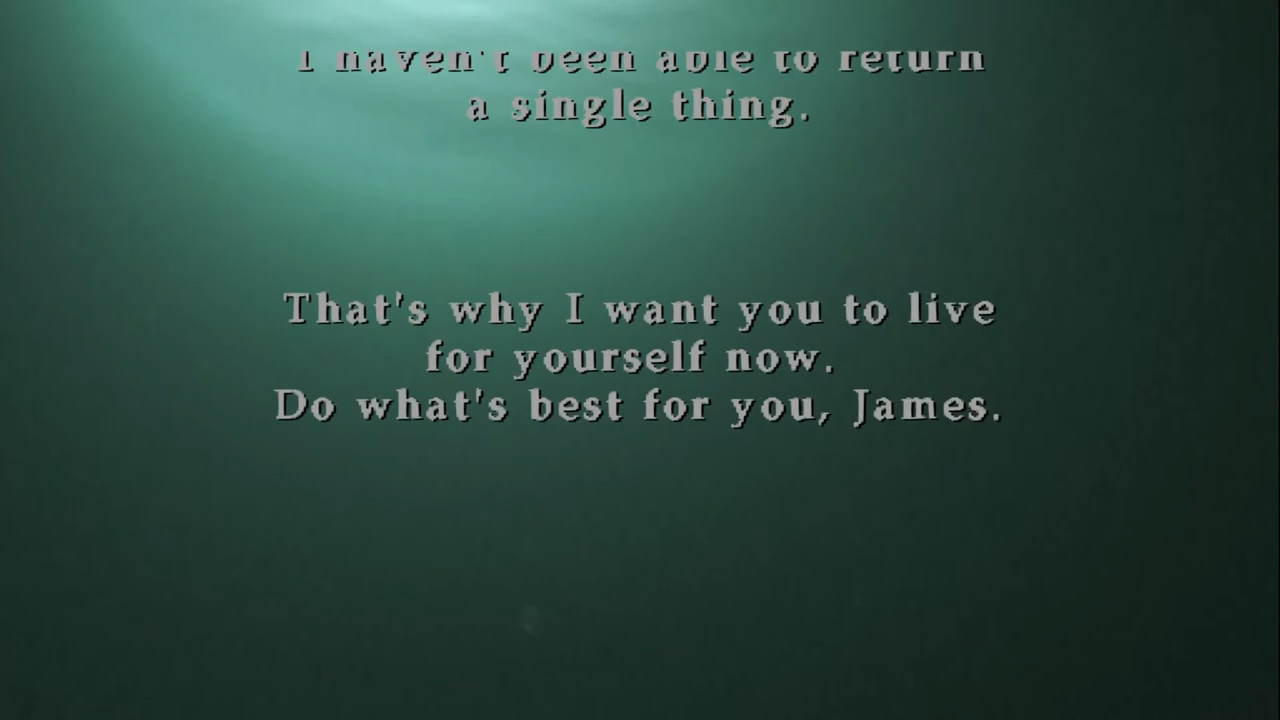 I haven't been able to return
a single thing.
That's why I want you to live
for yourself now.
Do what's best for you, James.